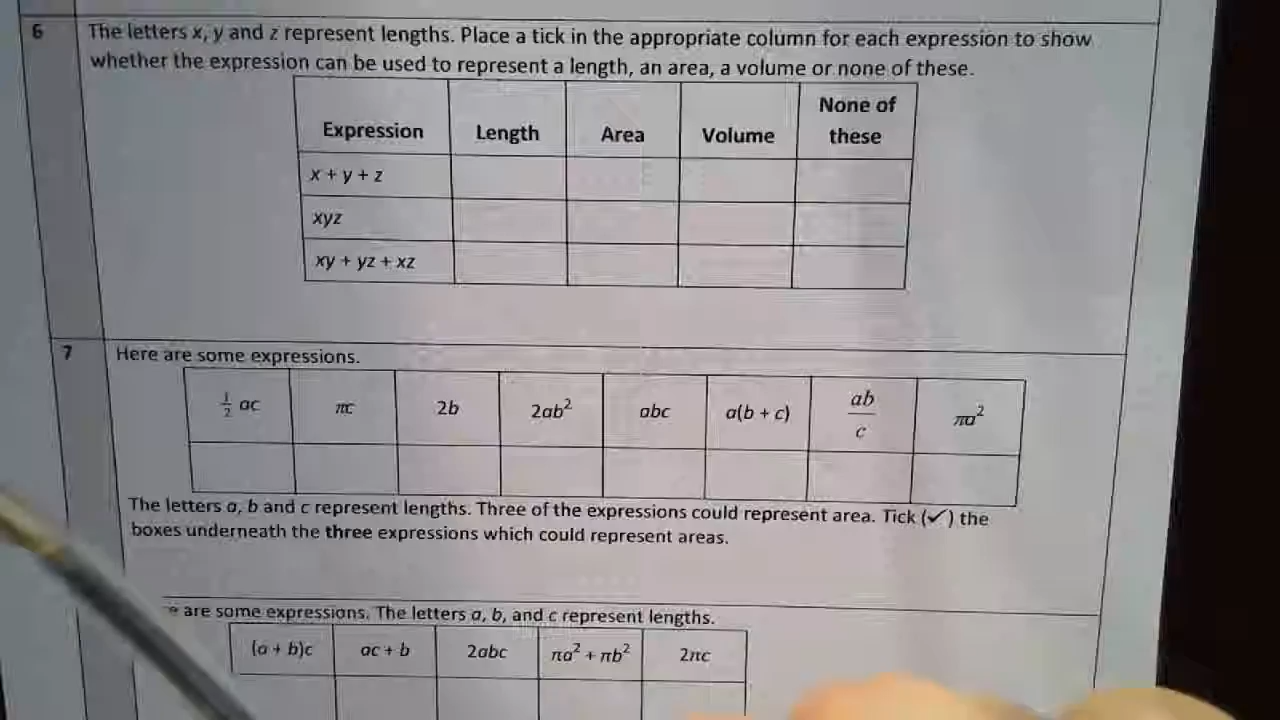 6
The letters x, y and z represent lengths. Place a tick in the appropriate column for each expression to show
whether the expression can be used to represent a length, an area, a volume or none of these.
Expression Length Area Volume None of these
x + y + z
xyz
xy + yz + xz
7
Here are some expressions.
½ ac πc 2b 2ab² abc a(b + c) ab/c πa²
The letters a, b and c represent lengths. Three of the expressions could represent area. Tick (✓) the
boxes underneath the three expressions which could represent areas.
are some expressions. The letters a, b, and c represent lengths.
(a + b)c ac + b 2abc πa² + πb² 2πc